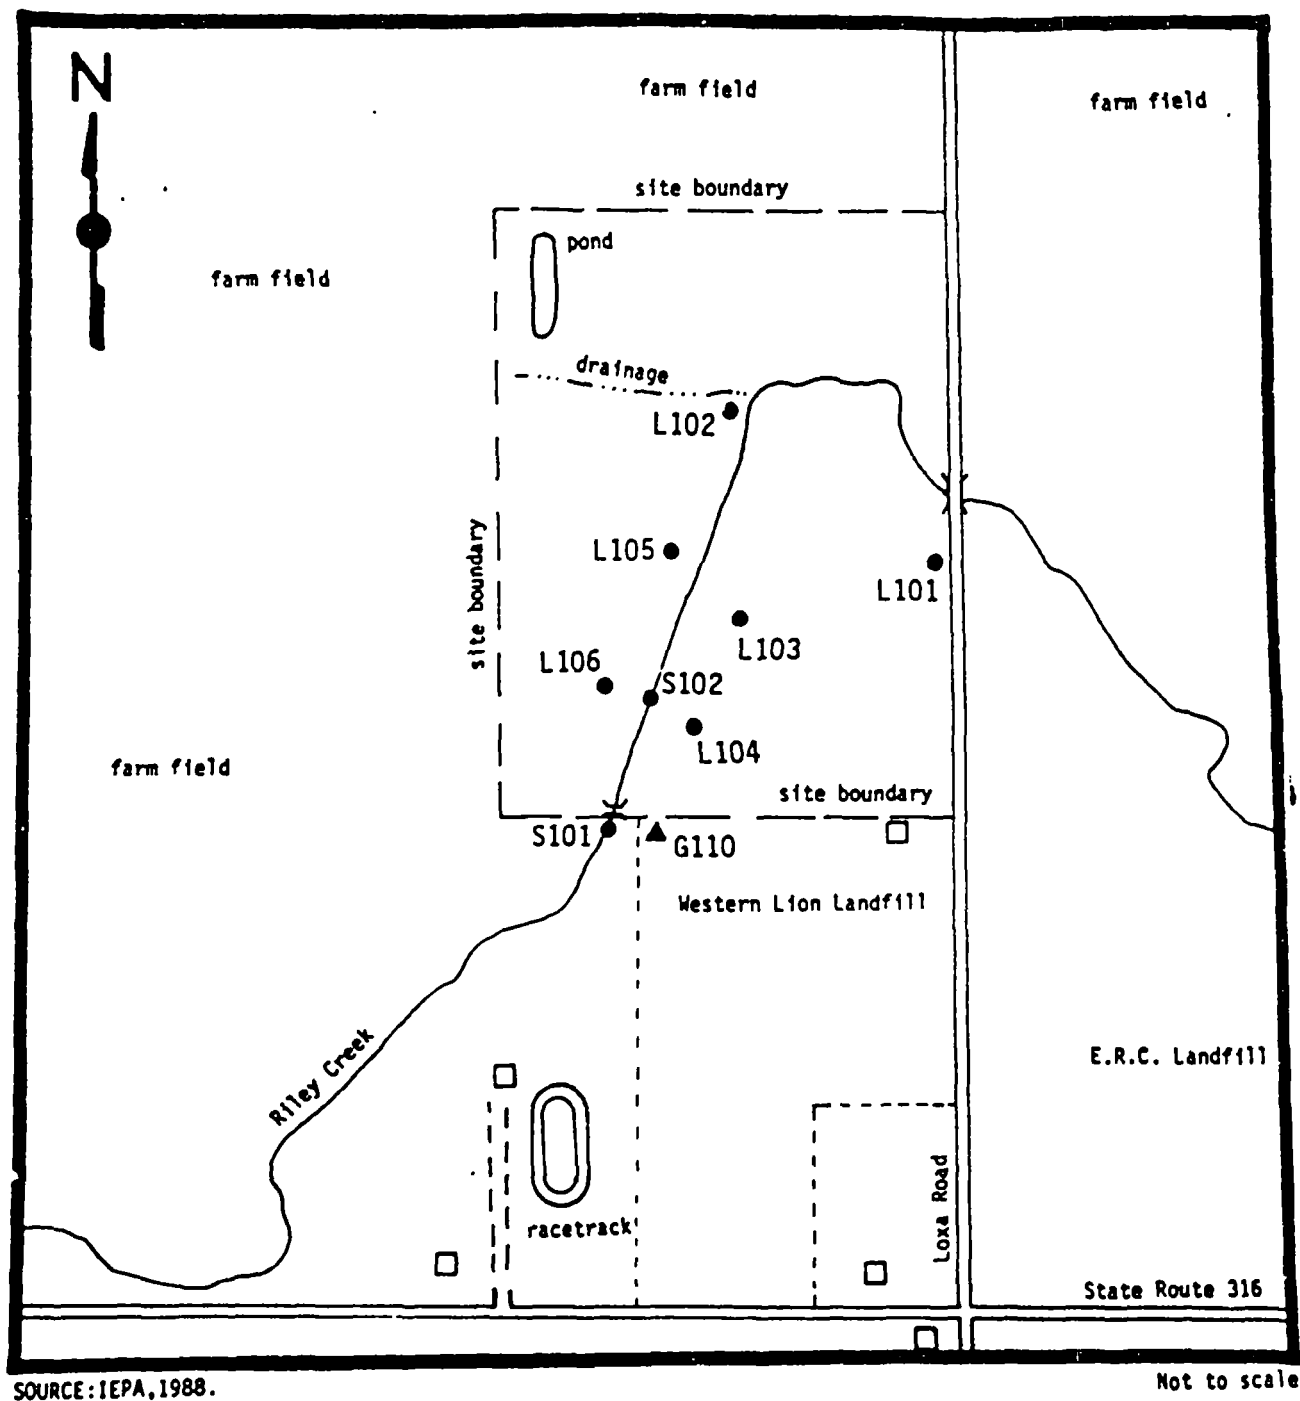 N
farm field
farm field
site boundary
pond
farm field
drainage
L102
site boundary
L105
L101
L103
L106
S102
L104
farm field
site boundary
S101
G110
Western Lion Landfill
Riley Creek
E.R.C. Landfill
Loxa Road
racetrack
State Route 316
SOURCE:IEPA,1988.
Not to scale